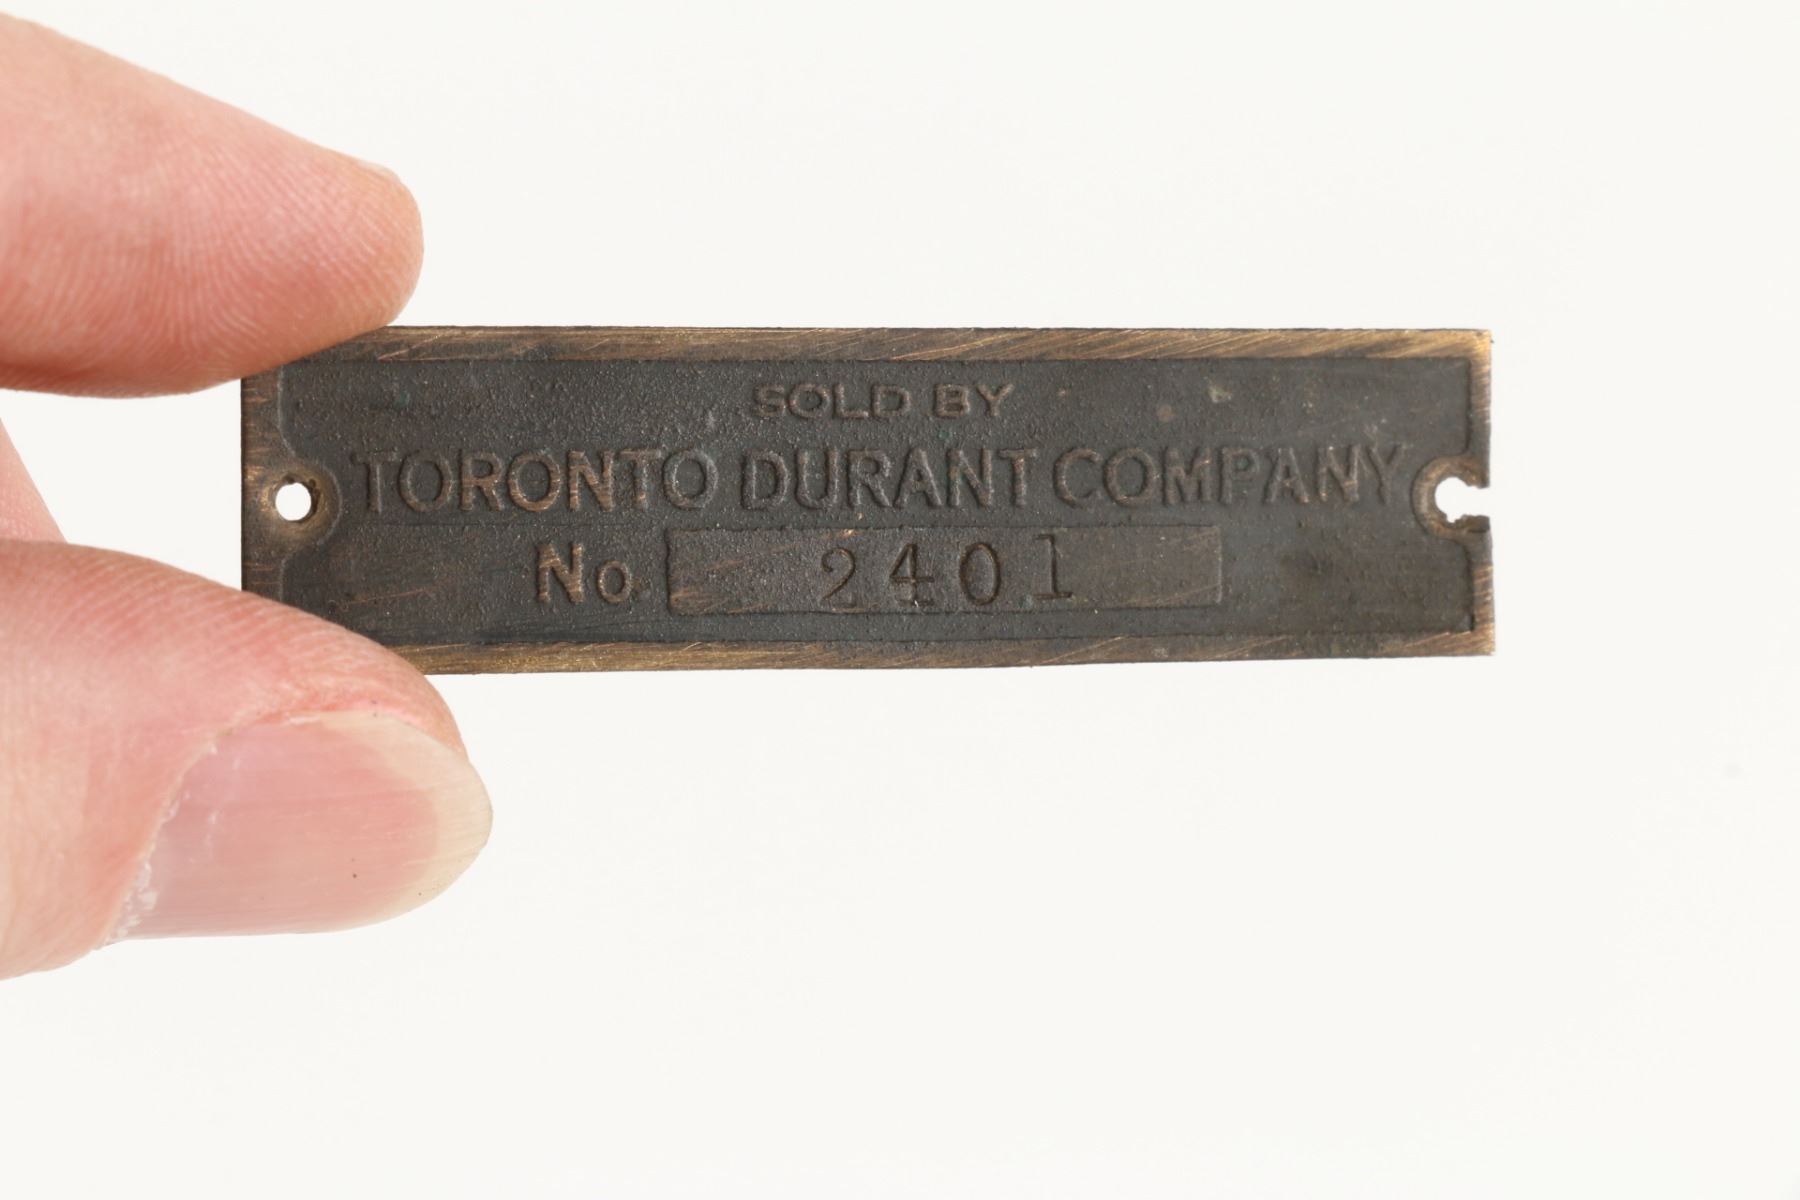 SOLD BY
TORONTO DURANT COMPANY
No 2401